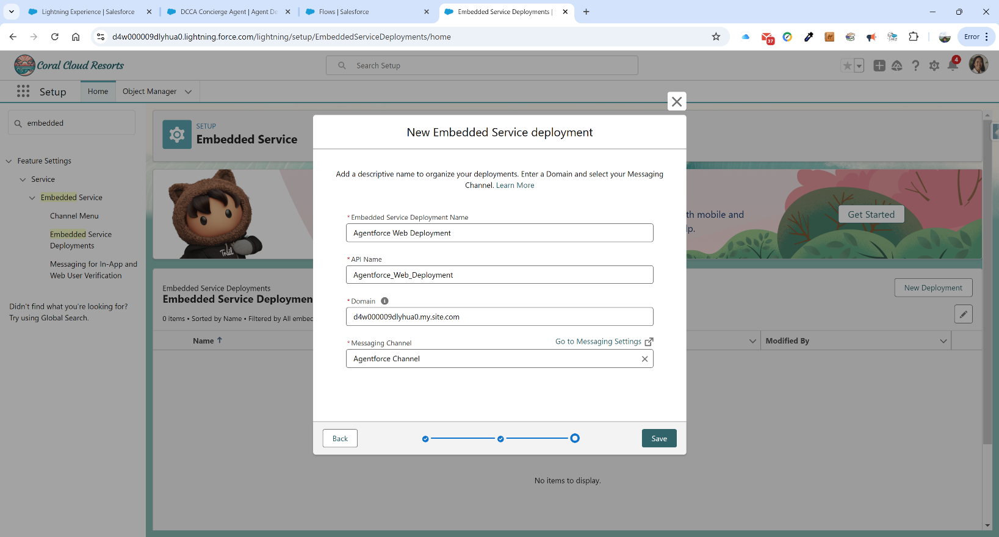 Lightning Experience | Salesforce
DCCA Concierge Agent | Agent De
Flows | Salesforce
Embedded Service Deployments |
d4w000009dlyhua0.lightning.force.com/lightning/setup/EmbeddedServiceDeployments/home
37
Error
Coral Cloud Resorts
Search Setup
4
Setup
Home
Object Manager
embedded
Feature Settings
Service
Embedded Service
Channel Menu
Embedded Service
Deployments
Messaging for In-App and
Web User Verification
Didn't find what you're looking for?
Try using Global Search.
SETUP
Embedded Service
th mobile and
lp.
Get Started
Embedded Service Deployments
Embedded Service Deploymen
0 items • Sorted by Name • Filtered by All embed
New Deployment
Name ↑
Modified By
No items to display.
New Embedded Service deployment
Add a descriptive name to organize your deployments. Enter a Domain and select your Messaging
Channel. Learn More
* Embedded Service Deployment Name
Agentforce Web Deployment
* API Name
Agentforce_Web_Deployment
* Domain
d4w000009dlyhua0.my.site.com
* Messaging Channel
Go to Messaging Settings
Agentforce Channel
Back
Save